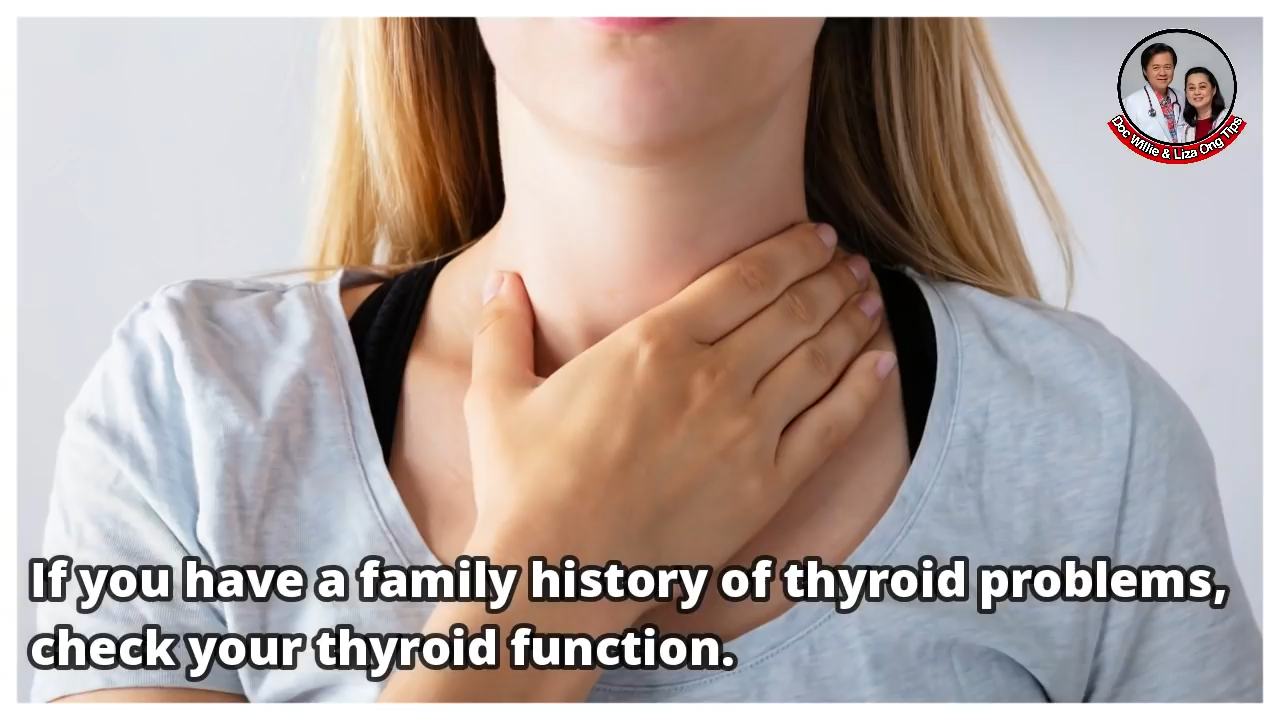 Doc Willie & Liza Ong Tips
If you have a family history of thyroid problems,
check your thyroid function.